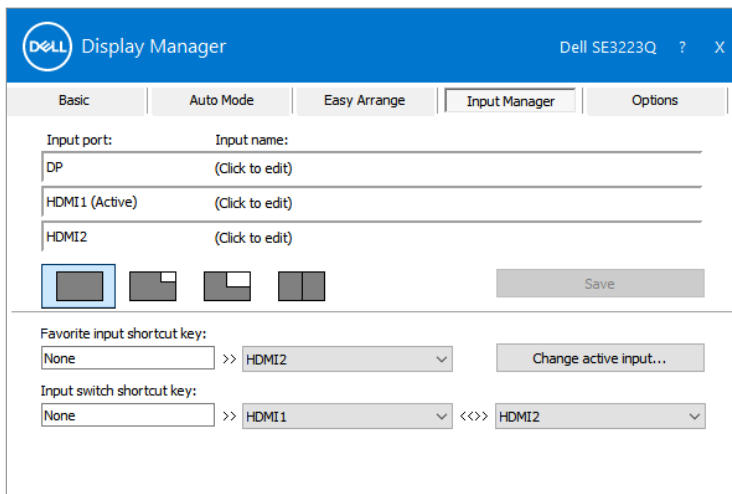 DELL Display Manager Dell SE3223Q ? X
Basic Auto Mode Easy Arrange Input Manager Options
Input port: Input name:
DP (Click to edit)
HDMI1 (Active) (Click to edit)
HDMI2 (Click to edit)
Save
Favorite input shortcut key:
None >> HDMI2 Change active input...
Input switch shortcut key:
None >> HDMI1 <<>> HDMI2